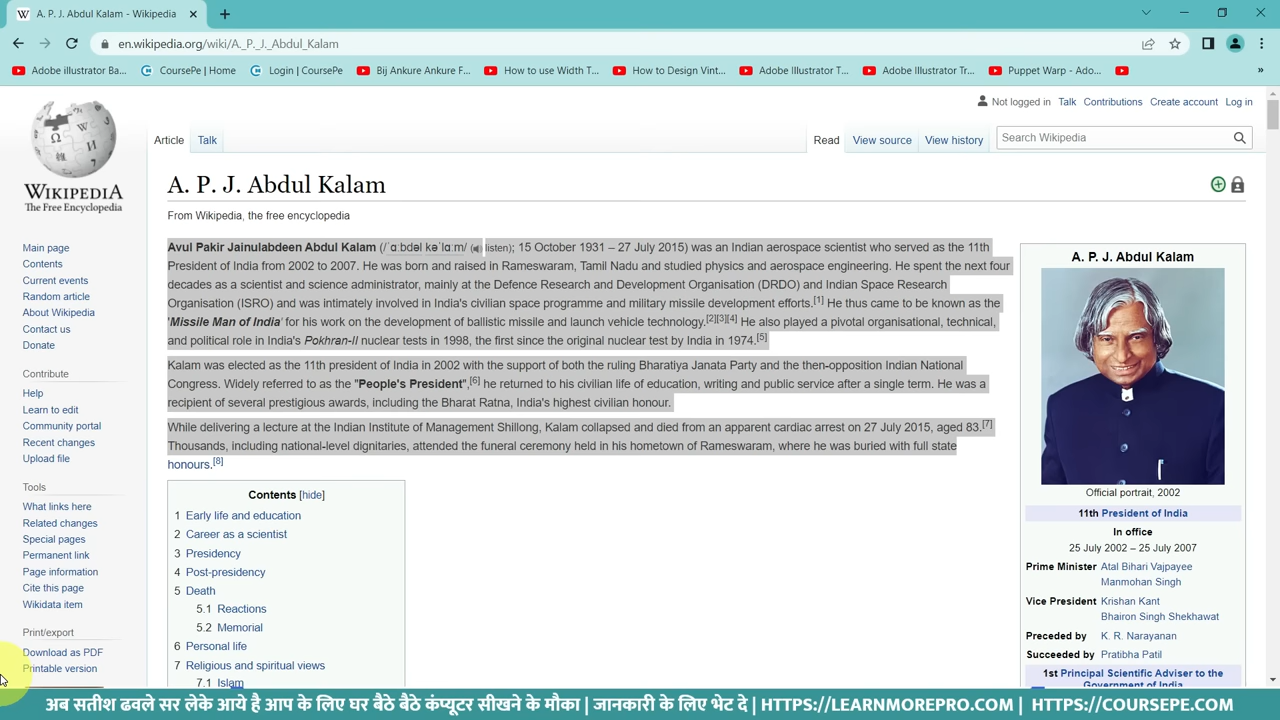 A. P. J. Abdul Kalam - Wikipedia
en.wikipedia.org/wiki/A._P._J._Abdul_Kalam
Adobe illustrator Ba...
CoursePe | Home
Login | CoursePe
Bij Ankure Ankure F...
How to use Width T...
How to Design Vint...
Adobe Illustrator T...
Adobe Illustrator Tr...
Puppet Warp - Ado...
»
Not logged in Talk Contributions Create account Log in
Article Talk Read View source View history Search Wikipedia
WIKIPEDIA
The Free Encyclopedia
Main page
Contents
Current events
Random article
About Wikipedia
Contact us
Donate
Contribute
Help
Learn to edit
Community portal
Recent changes
Upload file
Tools
What links here
Related changes
Special pages
Permanent link
Page information
Cite this page
Wikidata item
Print/export
Download as PDF
Printable version
A. P. J. Abdul Kalam
From Wikipedia, the free encyclopedia
Avul Pakir Jainulabdeen Abdul Kalam (/ˈɑːbdəl kəˈlɑːm/ (listen); 15 October 1931 – 27 July 2015) was an Indian aerospace scientist who served as the 11th
President of India from 2002 to 2007. He was born and raised in Rameswaram, Tamil Nadu and studied physics and aerospace engineering. He spent the next four
decades as a scientist and science administrator, mainly at the Defence Research and Development Organisation (DRDO) and Indian Space Research
Organisation (ISRO) and was intimately involved in India's civilian space programme and military missile development efforts.[1] He thus came to be known as the
'Missile Man of India' for his work on the development of ballistic missile and launch vehicle technology.[2][3][4] He also played a pivotal organisational, technical,
and political role in India's Pokhran-II nuclear tests in 1998, the first since the original nuclear test by India in 1974.[5]
Kalam was elected as the 11th president of India in 2002 with the support of both the ruling Bharatiya Janata Party and the then-opposition Indian National
Congress. Widely referred to as the "People's President",[6] he returned to his civilian life of education, writing and public service after a single term. He was a
recipient of several prestigious awards, including the Bharat Ratna, India's highest civilian honour.
While delivering a lecture at the Indian Institute of Management Shillong, Kalam collapsed and died from an apparent cardiac arrest on 27 July 2015, aged 83.[7]
Thousands, including national-level dignitaries, attended the funeral ceremony held in his hometown of Rameswaram, where he was buried with full state
honours.[8]
Contents [hide]
1 Early life and education
2 Career as a scientist
3 Presidency
4 Post-presidency
5 Death
5.1 Reactions
5.2 Memorial
6 Personal life
7 Religious and spiritual views
7.1 Islam
A. P. J. Abdul Kalam
Official portrait, 2002
11th President of India
In office
25 July 2002 – 25 July 2007
Prime Minister Atal Bihari Vajpayee
Manmohan Singh
Vice President Krishan Kant
Bhairon Singh Shekhawat
Preceded by K. R. Narayanan
Succeeded by Pratibha Patil
1st Principal Scientific Adviser to the
Government of India
अब सतीश ढवले सर लेके आये है आप के लिए घर बैठे बैठे कंप्यूटर सीखने के मौका | जानकारी के लिए भेट दे | HTTPS://LEARNMOREPRO.COM | HTTPS://COURSEPE.COM